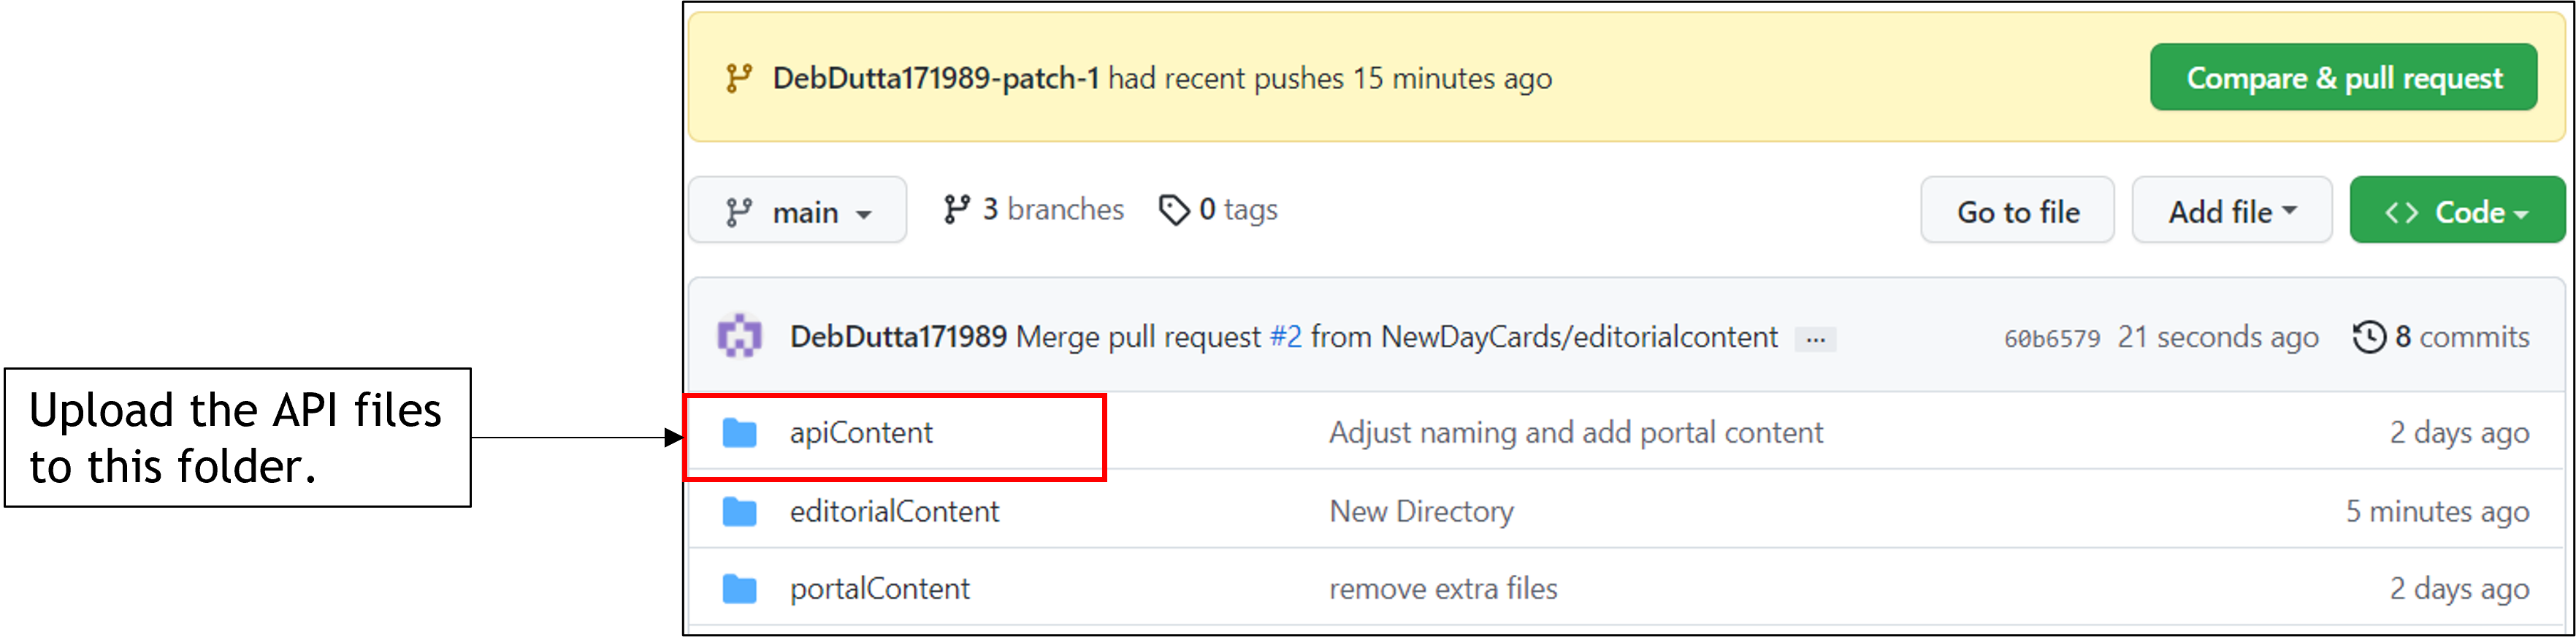 DebDutta171989-patch-1 had recent pushes 15 minutes ago
Compare & pull request
main
3 branches
0 tags
Go to file
Add file
<> Code
DebDutta171989 Merge pull request #2 from NewDayCards/editorialcontent ...
60b6579 21 seconds ago
8 commits
Upload the API files
to this folder.
apiContent
Adjust naming and add portal content
2 days ago
editorialContent
New Directory
5 minutes ago
portalContent
remove extra files
2 days ago